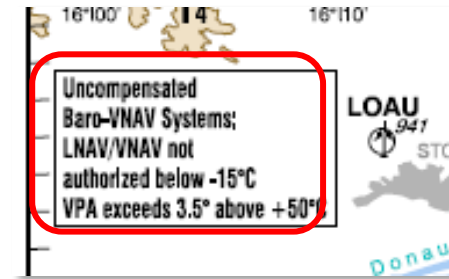 16°I00'
14
16°I10'
Uncompensated
Baro-VNAV Systems;
LNAV/VNAV not
authorized below -15°C
VPA exceeds 3.5° above +50°C
LOAU
941
STO
Donau